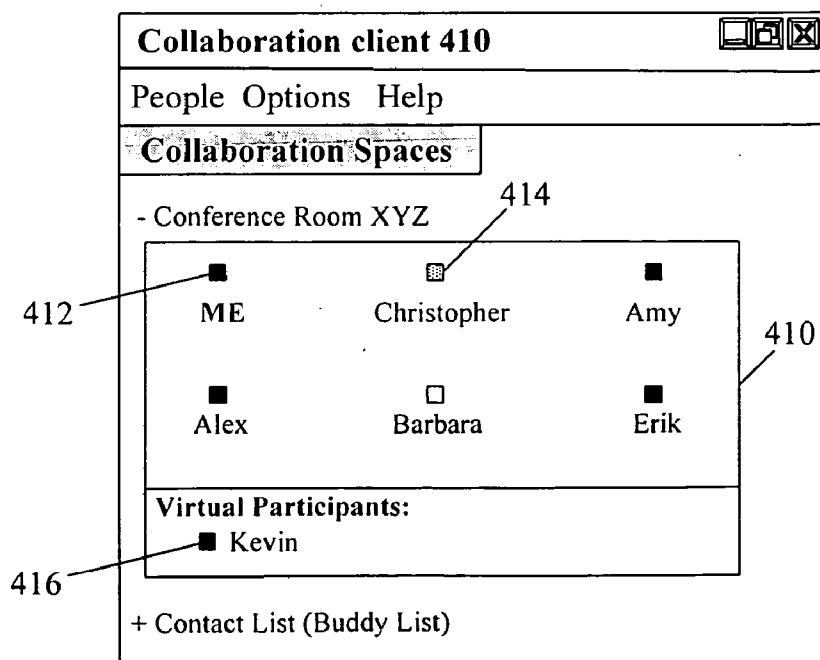 Collaboration client 410
People Options Help
Collaboration Spaces
- Conference Room XYZ
414
412
ME Christopher Amy
410
Alex Barbara Erik
Virtual Participants:
Kevin
416
+ Contact List (Buddy List)